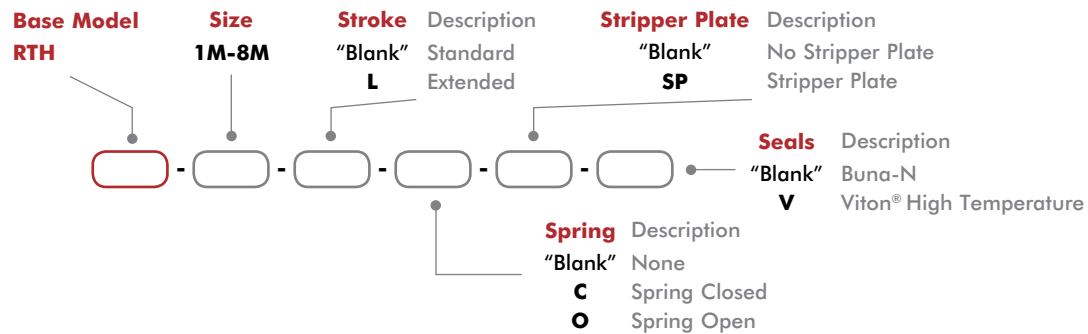 Base Model Size Stroke Description Stripper Plate Description
RTH 1M-8M “Blank” Standard “Blank” No Stripper Plate
L Extended SP Stripper Plate
- - - - -
Seals Description
“Blank” Buna-N
V Viton® High Temperature
Spring Description
“Blank” None
C Spring Closed
O Spring Open